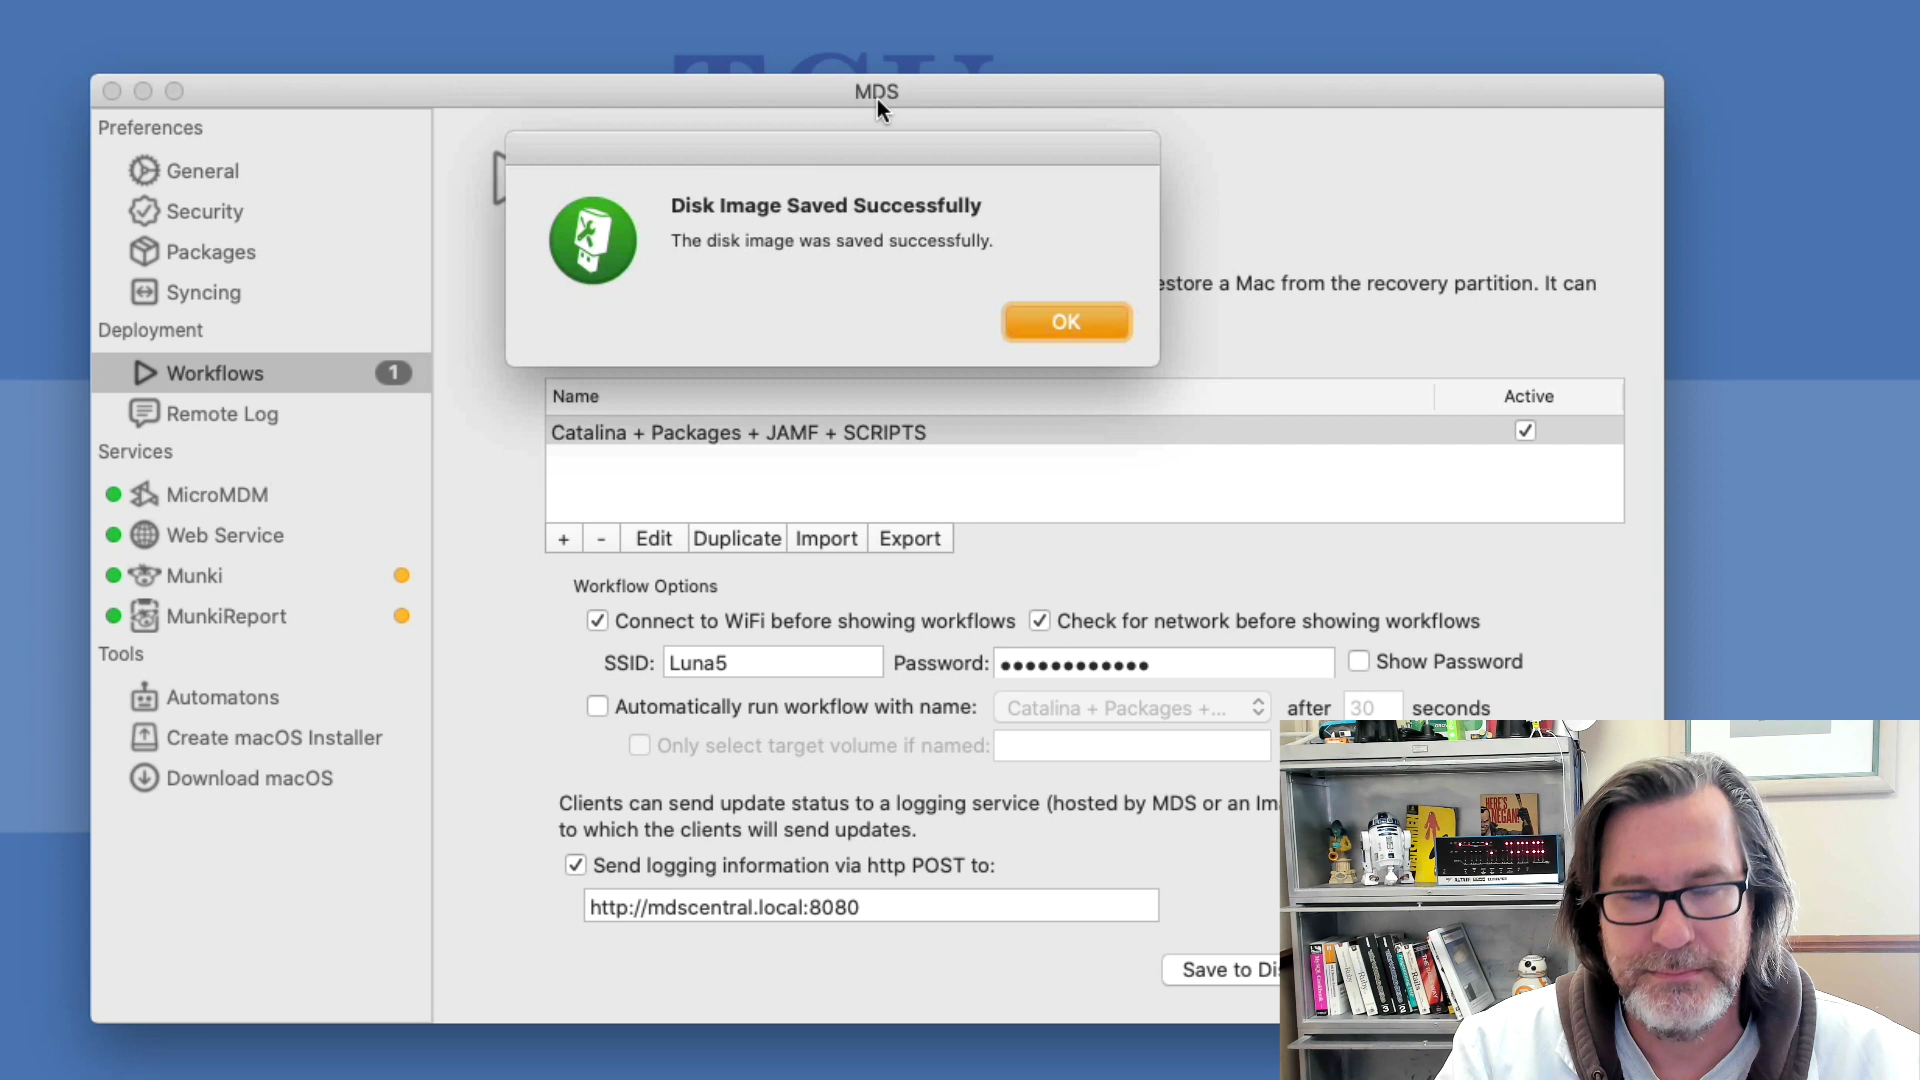 MDS
Preferences
General
Security
Packages
Syncing
Deployment
Workflows 1
Remote Log
Services
MicroMDM
Web Service
Munki
MunkiReport
Tools
Automatons
Create macOS Installer
Download macOS
Disk Image Saved Successfully
The disk image was saved successfully.
OK
estore a Mac from the recovery partition. It can
Name Active
Catalina + Packages + JAMF + SCRIPTS
+ - Edit Duplicate Import Export
Workflow Options
Connect to WiFi before showing workflows Check for network before showing workflows
SSID: Luna5 Password: ●●●●●●●●●●●● Show Password
Automatically run workflow with name: Catalina + Packages +... after 30 seconds
Only select target volume if named:
Clients can send update status to a logging service (hosted by MDS or an Im
to which the clients will send updates.
Send logging information via http POST to:
http://mdscentral.local:8080
Save to Di
HERE'S
NEGAN!
Ruby